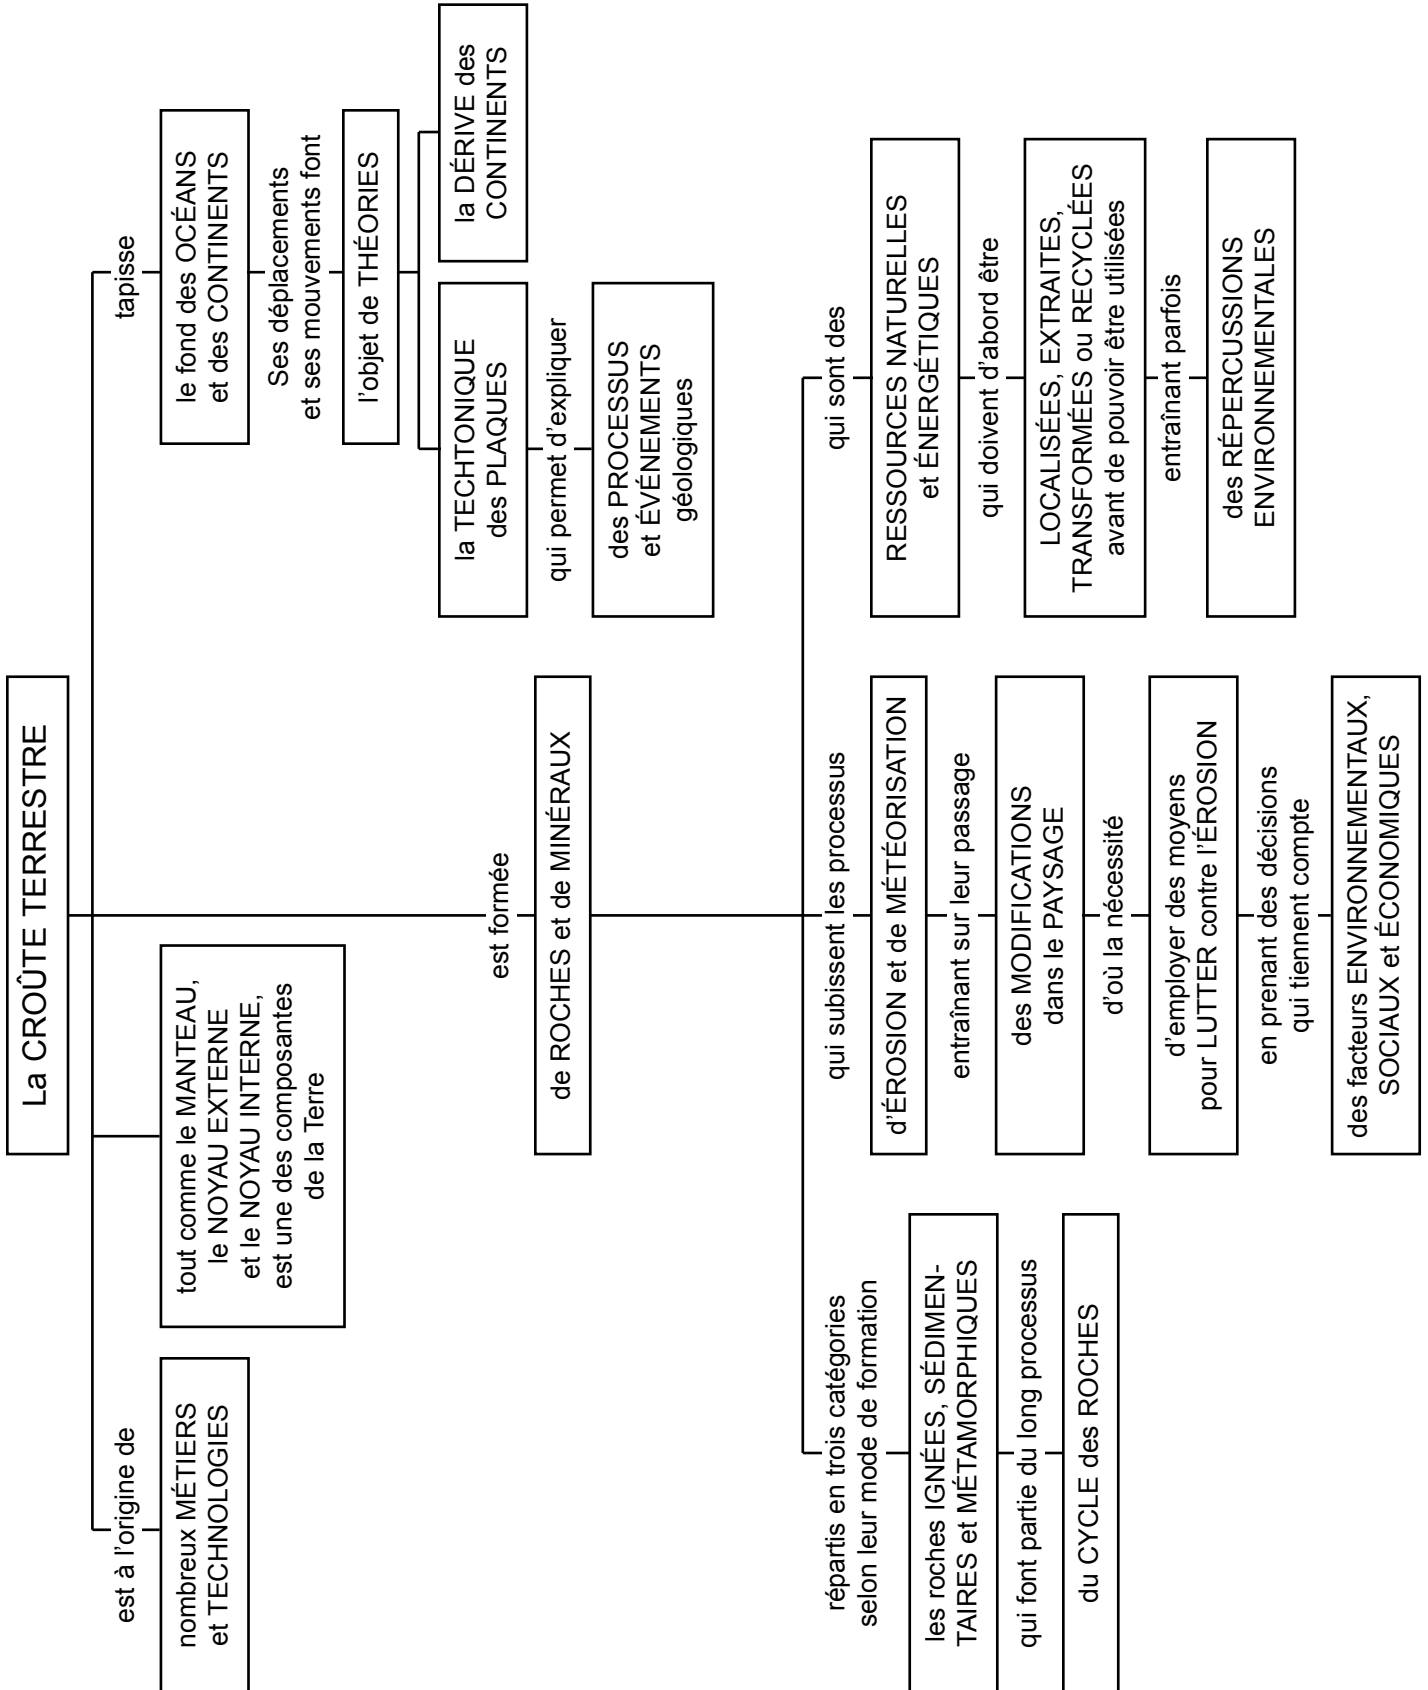 La CROÛTE TERRESTRE
est à l'origine de
nombreux MÉTIERS
et TECHNOLOGIES
tout comme le MANTEAU,
le NOYAU EXTERNE
et le NOYAU INTERNE,
est une des composantes
de la Terre
est formée
de ROCHES et de MINÉRAUX
tapisse
le fond des OCÉANS
et des CONTINENTS
Ses déplacements
et ses mouvements font
l'objet de THÉORIES
la TECHTONIQUE
des PLAQUES
qui permet d'expliquer
des PROCESSUS
et ÉVÉNEMENTS
géologiques
la DÉRIVE des
CONTINENTS
répartis en trois catégories
selon leur mode de formation
les roches IGNÉES, SÉDIMEN-
TAIRES et MÉTAMORPHIQUES
qui font partie du long processus
du CYCLE des ROCHES
qui subissent les processus
d'ÉROSION et de MÉTÉORISATION
entraînant sur leur passage
des MODIFICATIONS
dans le PAYSAGE
d'où la nécessité
d'employer des moyens
pour LUTTER contre l'ÉROSION
en prenant des décisions
qui tiennent compte
des facteurs ENVIRONNEMENTAUX,
SOCIAUX et ÉCONOMIQUES
qui sont des
RESSOURCES NATURELLES
et ÉNERGÉTIQUES
qui doivent d'abord être
LOCALISÉES, EXTRAITES,
TRANSFORMÉES ou RECYCLÉES
avant de pouvoir être utilisées
entraînant parfois
des RÉPERCUSSIONS
ENVIRONNEMENTALES